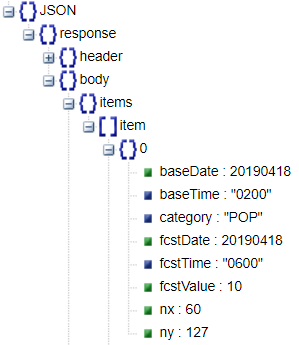 JSON
response
header
body
items
item
0
baseDate : 20190418
baseTime : "0200"
category : "POP"
fcstDate : 20190418
fcstTime : "0600"
fcstValue : 10
nx : 60
ny : 127